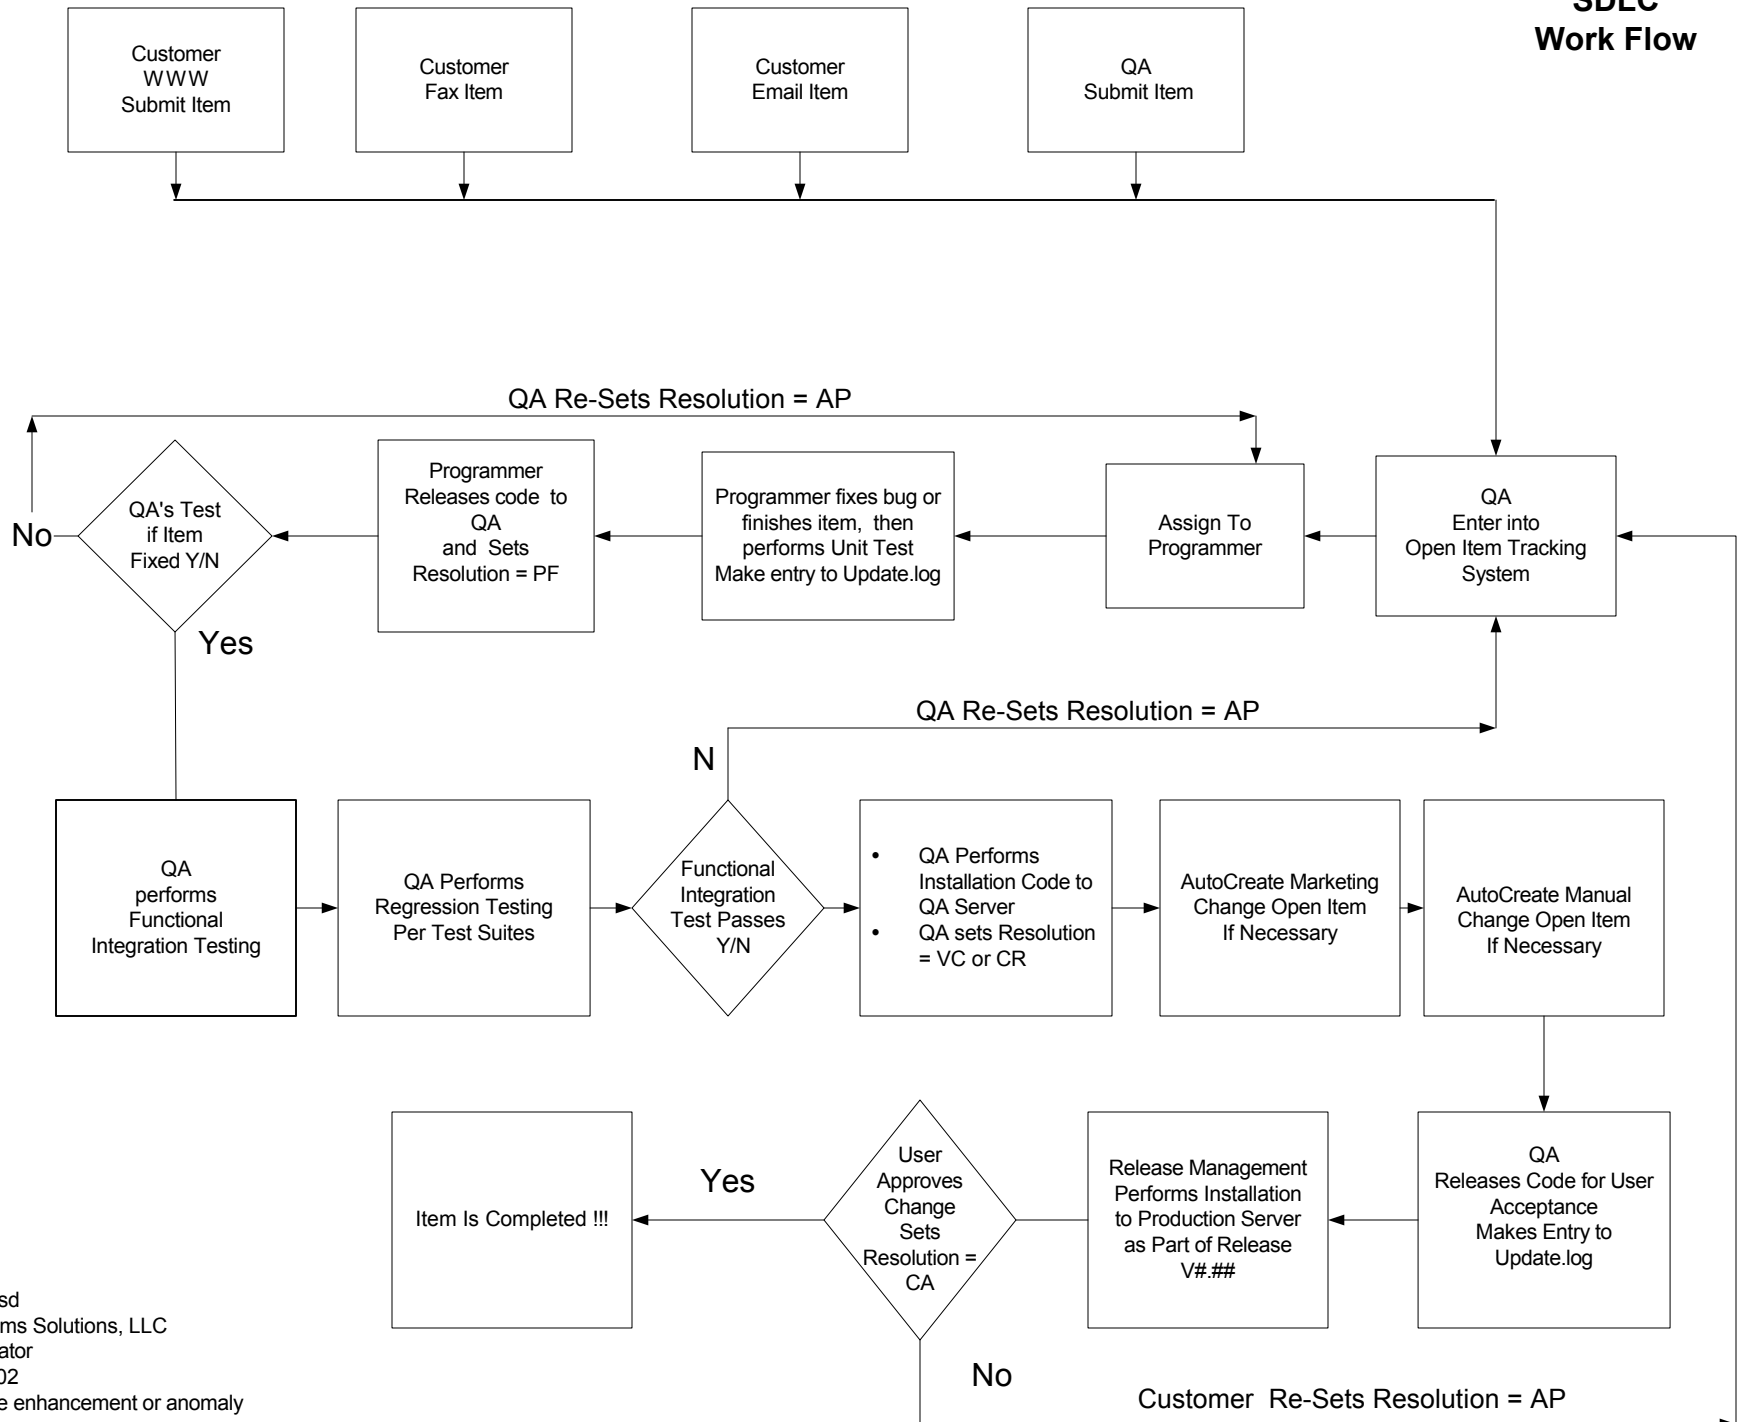 SDLC
Work Flow
Customer
WWW
Submit Item
Customer
Fax Item
Customer
Email Item
QA
Submit Item
QA Re-Sets Resolution = AP
No
QA's Test
if Item
Fixed Y/N
Yes
Programmer
Releases code to
QA
and Sets
Resolution = PF
Programmer fixes bug or
finishes item, then
performs Unit Test
Make entry to Update.log
Assign To
Programmer
QA
Enter into
Open Item Tracking
System
QA Re-Sets Resolution = AP
N
QA
performs
Functional
Integration Testing
QA Performs
Regression Testing
Per Test Suites
Functional
Integration
Test Passes
Y/N
• QA Performs
Installation Code to
QA Server
• QA sets Resolution
= VC or CR
AutoCreate Marketing
Change Open Item
If Necessary
AutoCreate Manual
Change Open Item
If Necessary
Item Is Completed !!!
Yes
User
Approves
Change
Sets
Resolution =
CA
Release Management
Performs Installation
to Production Server
as Part of Release
V#.##
QA
Releases Code for User
Acceptance
Makes Entry to
Update.log
No
Customer Re-Sets Resolution = AP
sd
ms Solutions, LLC
ator
02
e enhancement or anomaly